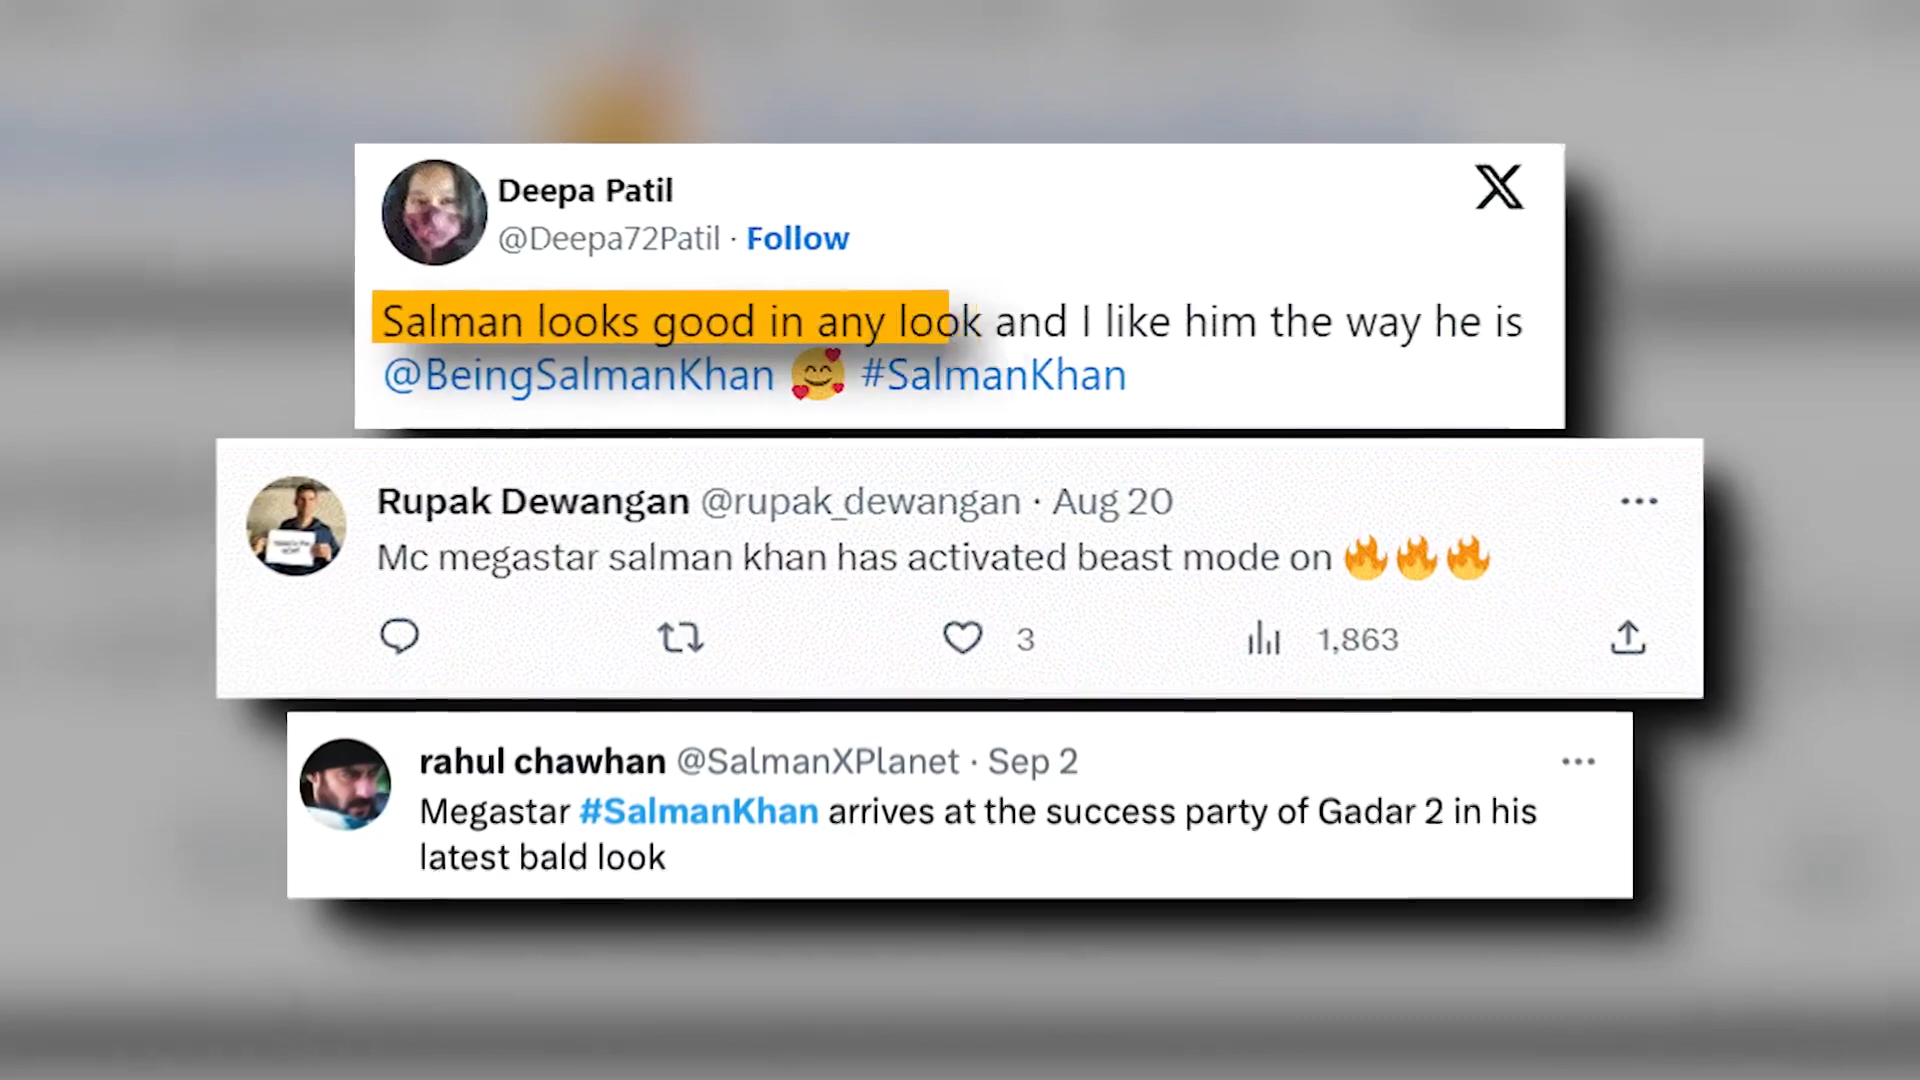 Deepa Patil
@Deepa72Patil · Follow
Salman looks good in any look and I like him the way he is
@BeingSalmanKhan 🥰 #SalmanKhan
Rupak Dewangan @rupak_dewangan · Aug 20
Mc megastar salman khan has activated beast mode on 🔥🔥🔥
3 1,863
rahul chawhan @SalmanXPlanet · Sep 2
Megastar #SalmanKhan arrives at the success party of Gadar 2 in his
latest bald look